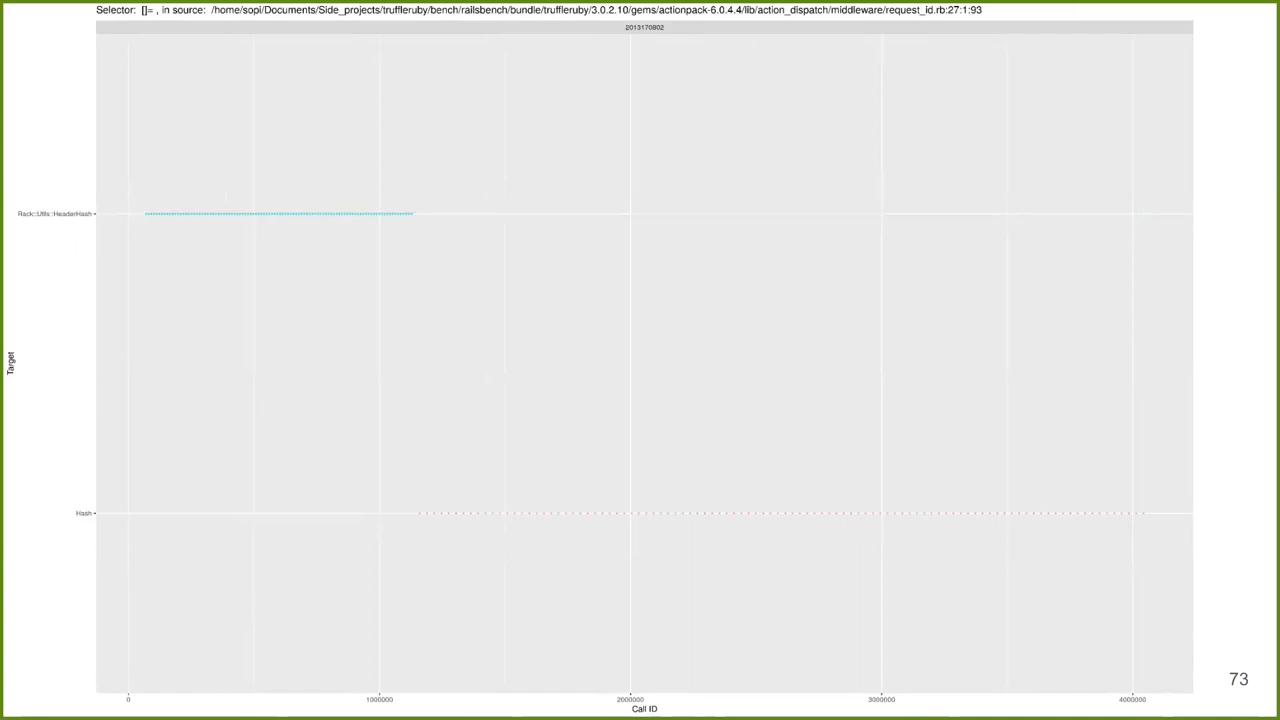 Selector: []= , in source: /home/sopi/Documents/Side_projects/truffleruby/bench/railsbench/bundle/truffleruby/3.0.2.10/gems/actionpack-6.0.4.4/lib/action_dispatch/middleware/request_id.rb:27:1:93
2013170802
Rack::Utils::HeaderHash
Target
Hash
73
0 1000000 2000000 3000000 4000000
Call ID